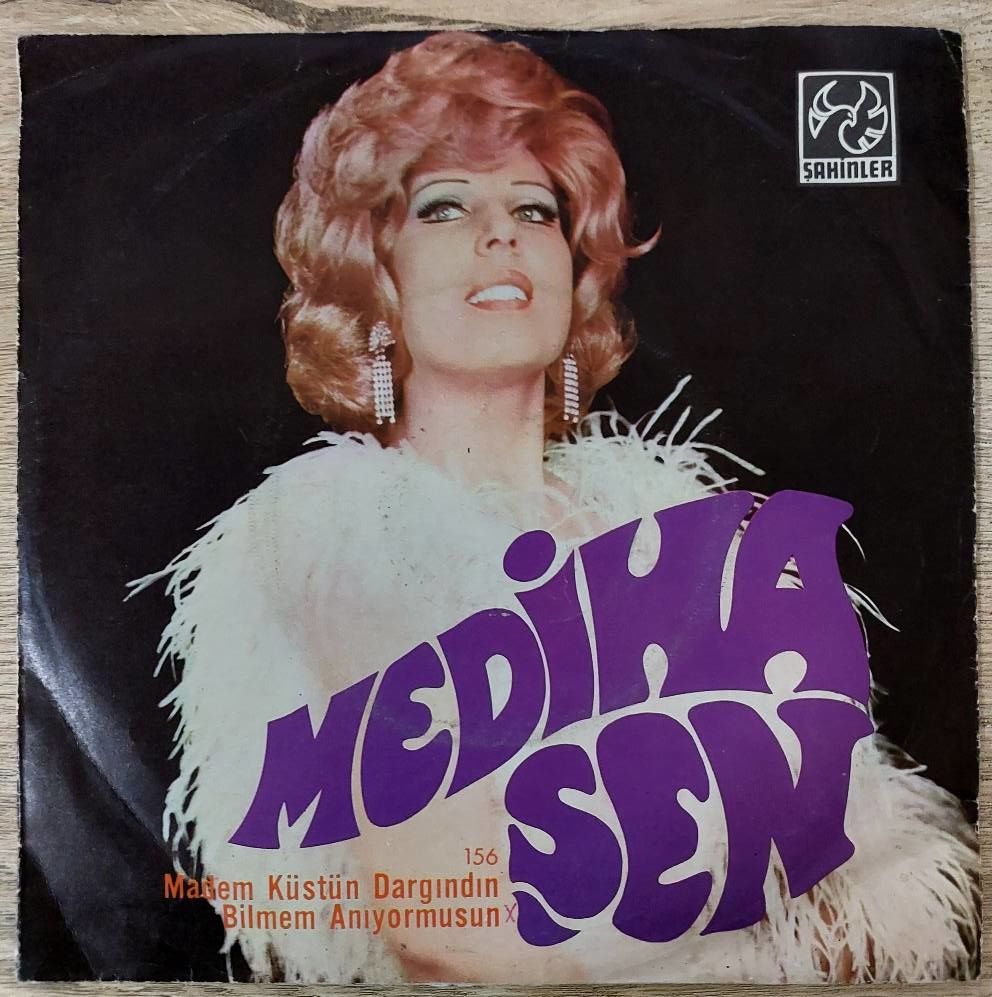 ŞAHİNLER
MEDİHA
ŞEN
156
Madem Küstün Dargındın
Bilmem Anıyormusun x